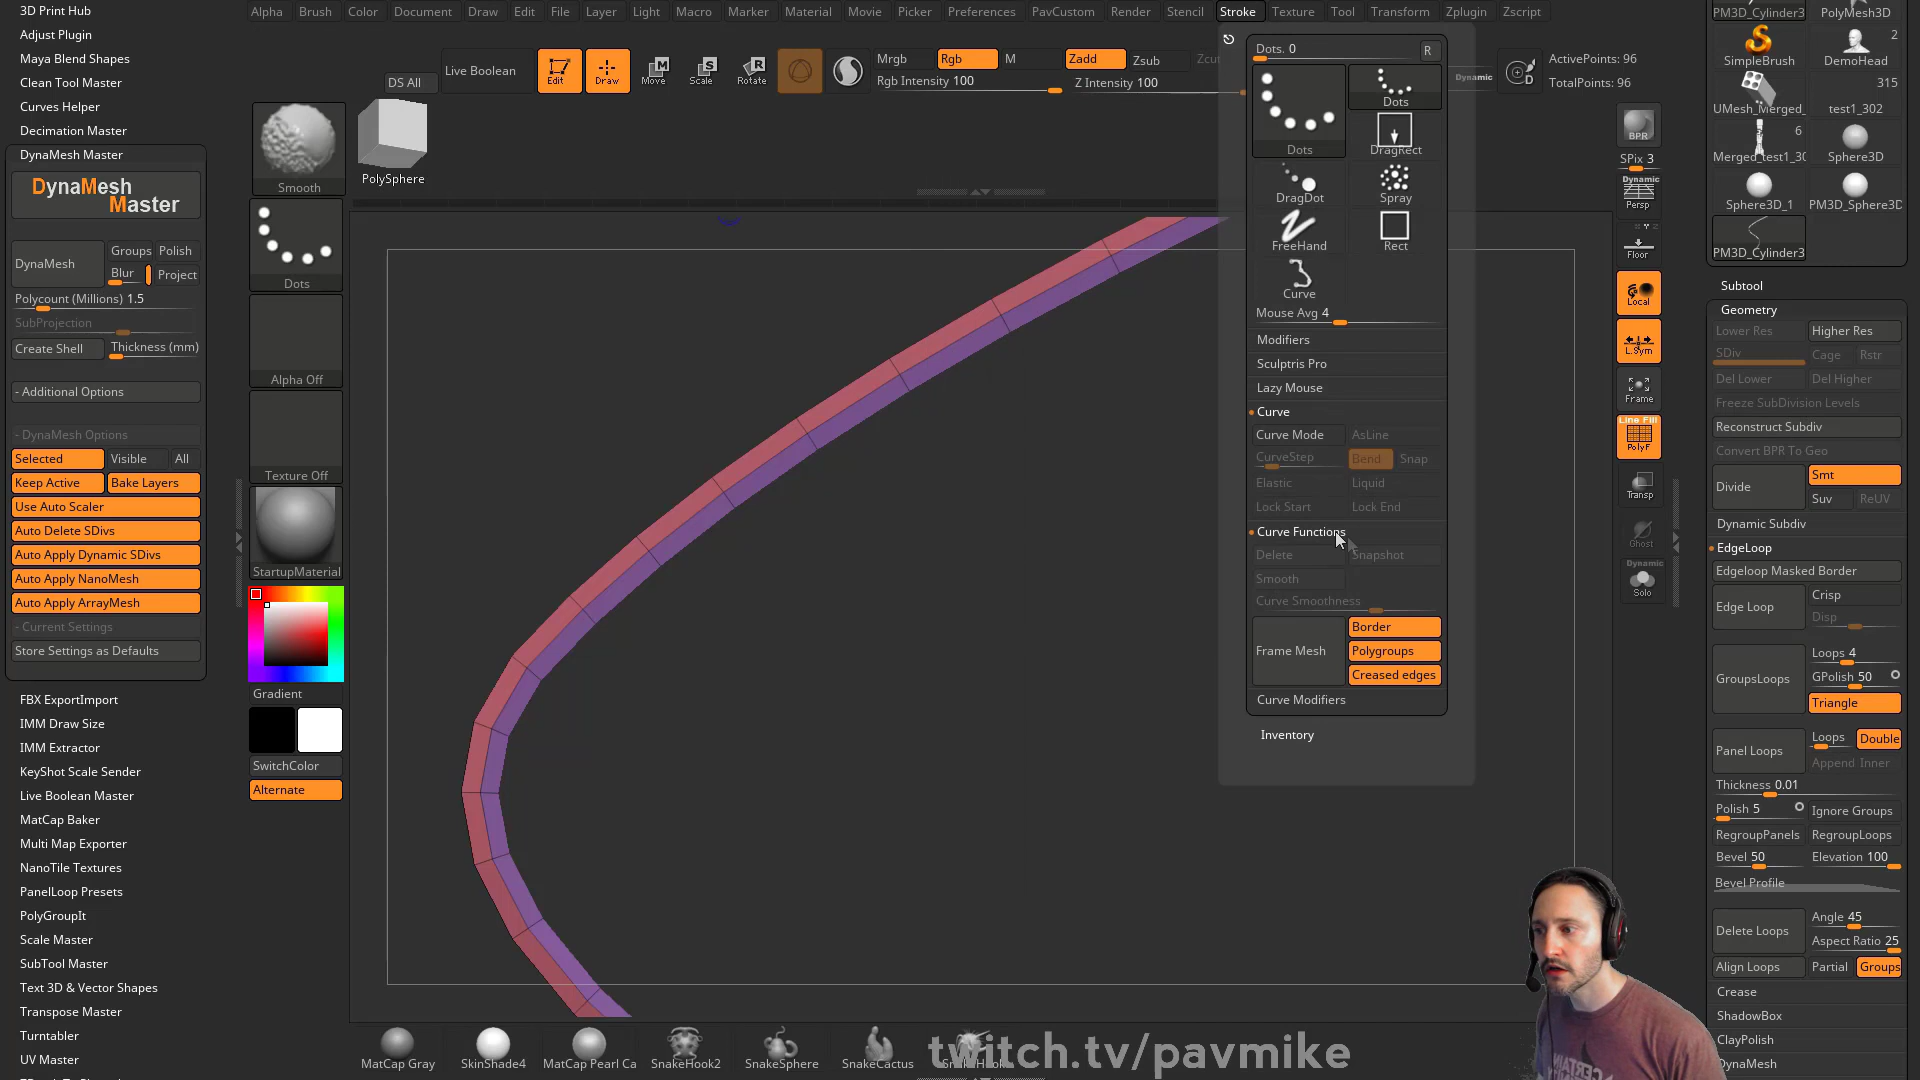 3D Print Hub
Adjust Plugin
Maya Blend Shapes
Clean Tool Master
Curves Helper
Decimation Master
DynaMesh Master
DynaMesh
Master
DynaMesh
Groups Polish
Blur Project
Polycount (Millions) 1.5
SubProjection
Create Shell Thickness (mm)
- Additional Options
- DynaMesh Options
Selected Visible All
Keep Active Bake Layers
Use Auto Scaler
Auto Delete SDivs
Auto Apply Dynamic SDivs
Auto Apply NanoMesh
Auto Apply ArrayMesh
- Current Settings
Store Settings as Defaults
FBX ExportImport
IMM Draw Size
IMM Extractor
KeyShot Scale Sender
Live Boolean Master
MatCap Baker
Multi Map Exporter
NanoTile Textures
PanelLoop Presets
PolyGroupIt
Scale Master
SubTool Master
Text 3D & Vector Shapes
Transpose Master
Turntabler
UV Master
Alpha Brush Color Document Draw Edit File Layer Light Macro Marker Material Movie Picker Preferences PavCustom Render Stencil Stroke Texture Tool Transform Zplugin Zscript
DS All
Live Boolean
Edit Draw Move Scale Rotate
Mrgb Rgb M Zadd Zsub
Rgb Intensity 100 Z Intensity 100
Dynamic
ActivePoints: 96
TotalPoints: 96
Smooth
PolySphere
Dots
Alpha Off
Texture Off
StartupMaterial
Gradient
SwitchColor
Alternate
Dots. 0 R
Dots
Dots
DragRect
DragDot Spray
FreeHand Rect
Curve
Mouse Avg 4
Modifiers
Sculptris Pro
Lazy Mouse
Curve
Curve Mode AsLine
CurveStep Bend Snap
Elastic Liquid
Lock Start Lock End
Curve Functions
Delete Snapshot
Smooth
Curve Smoothness
Frame Mesh
Border
Polygroups
Creased edges
Curve Modifiers
Inventory
BPR
SPix 3
Dynamic
Persp
Floor
Local
L.Sym
Frame
Line Fill
PolyF
Transp
Ghost
Dynamic
Solo
PM3D_Cylinder3 PolyMesh3D
2
SimpleBrush DemoHead
315
UMesh_Merged_ test1_302
6
Sphere3D
Sphere3D_1 PM3D_Sphere3D
PM3D_Cylinder3
Subtool
Geometry
Lower Res Higher Res
SDiv Cage Rstr
Del Lower Del Higher
Freeze SubDivision Levels
Reconstruct Subdiv
Convert BPR To Geo
Divide Smt
Suv ReUV
Dynamic Subdiv
EdgeLoop
Edgeloop Masked Border
Edge Loop Crisp
Disp
GroupsLoops
Loops 4
GPolish 50
Triangle
Panel Loops
Loops Double
Append Inner
Thickness 0.01
Polish 5 Ignore Groups
RegroupPanels RegroupLoops
Bevel 50 Elevation 100
Bevel Profile
Delete Loops
Angle 45
Aspect Ratio 25
Align Loops Partial Groups
Crease
ShadowBox
ClayPolish
DynaMesh
MatCap Gray SkinShade4 MatCap Pearl Ca SnakeHook2 SnakeSphere SnakeCactus
twitch.tv/pavmike